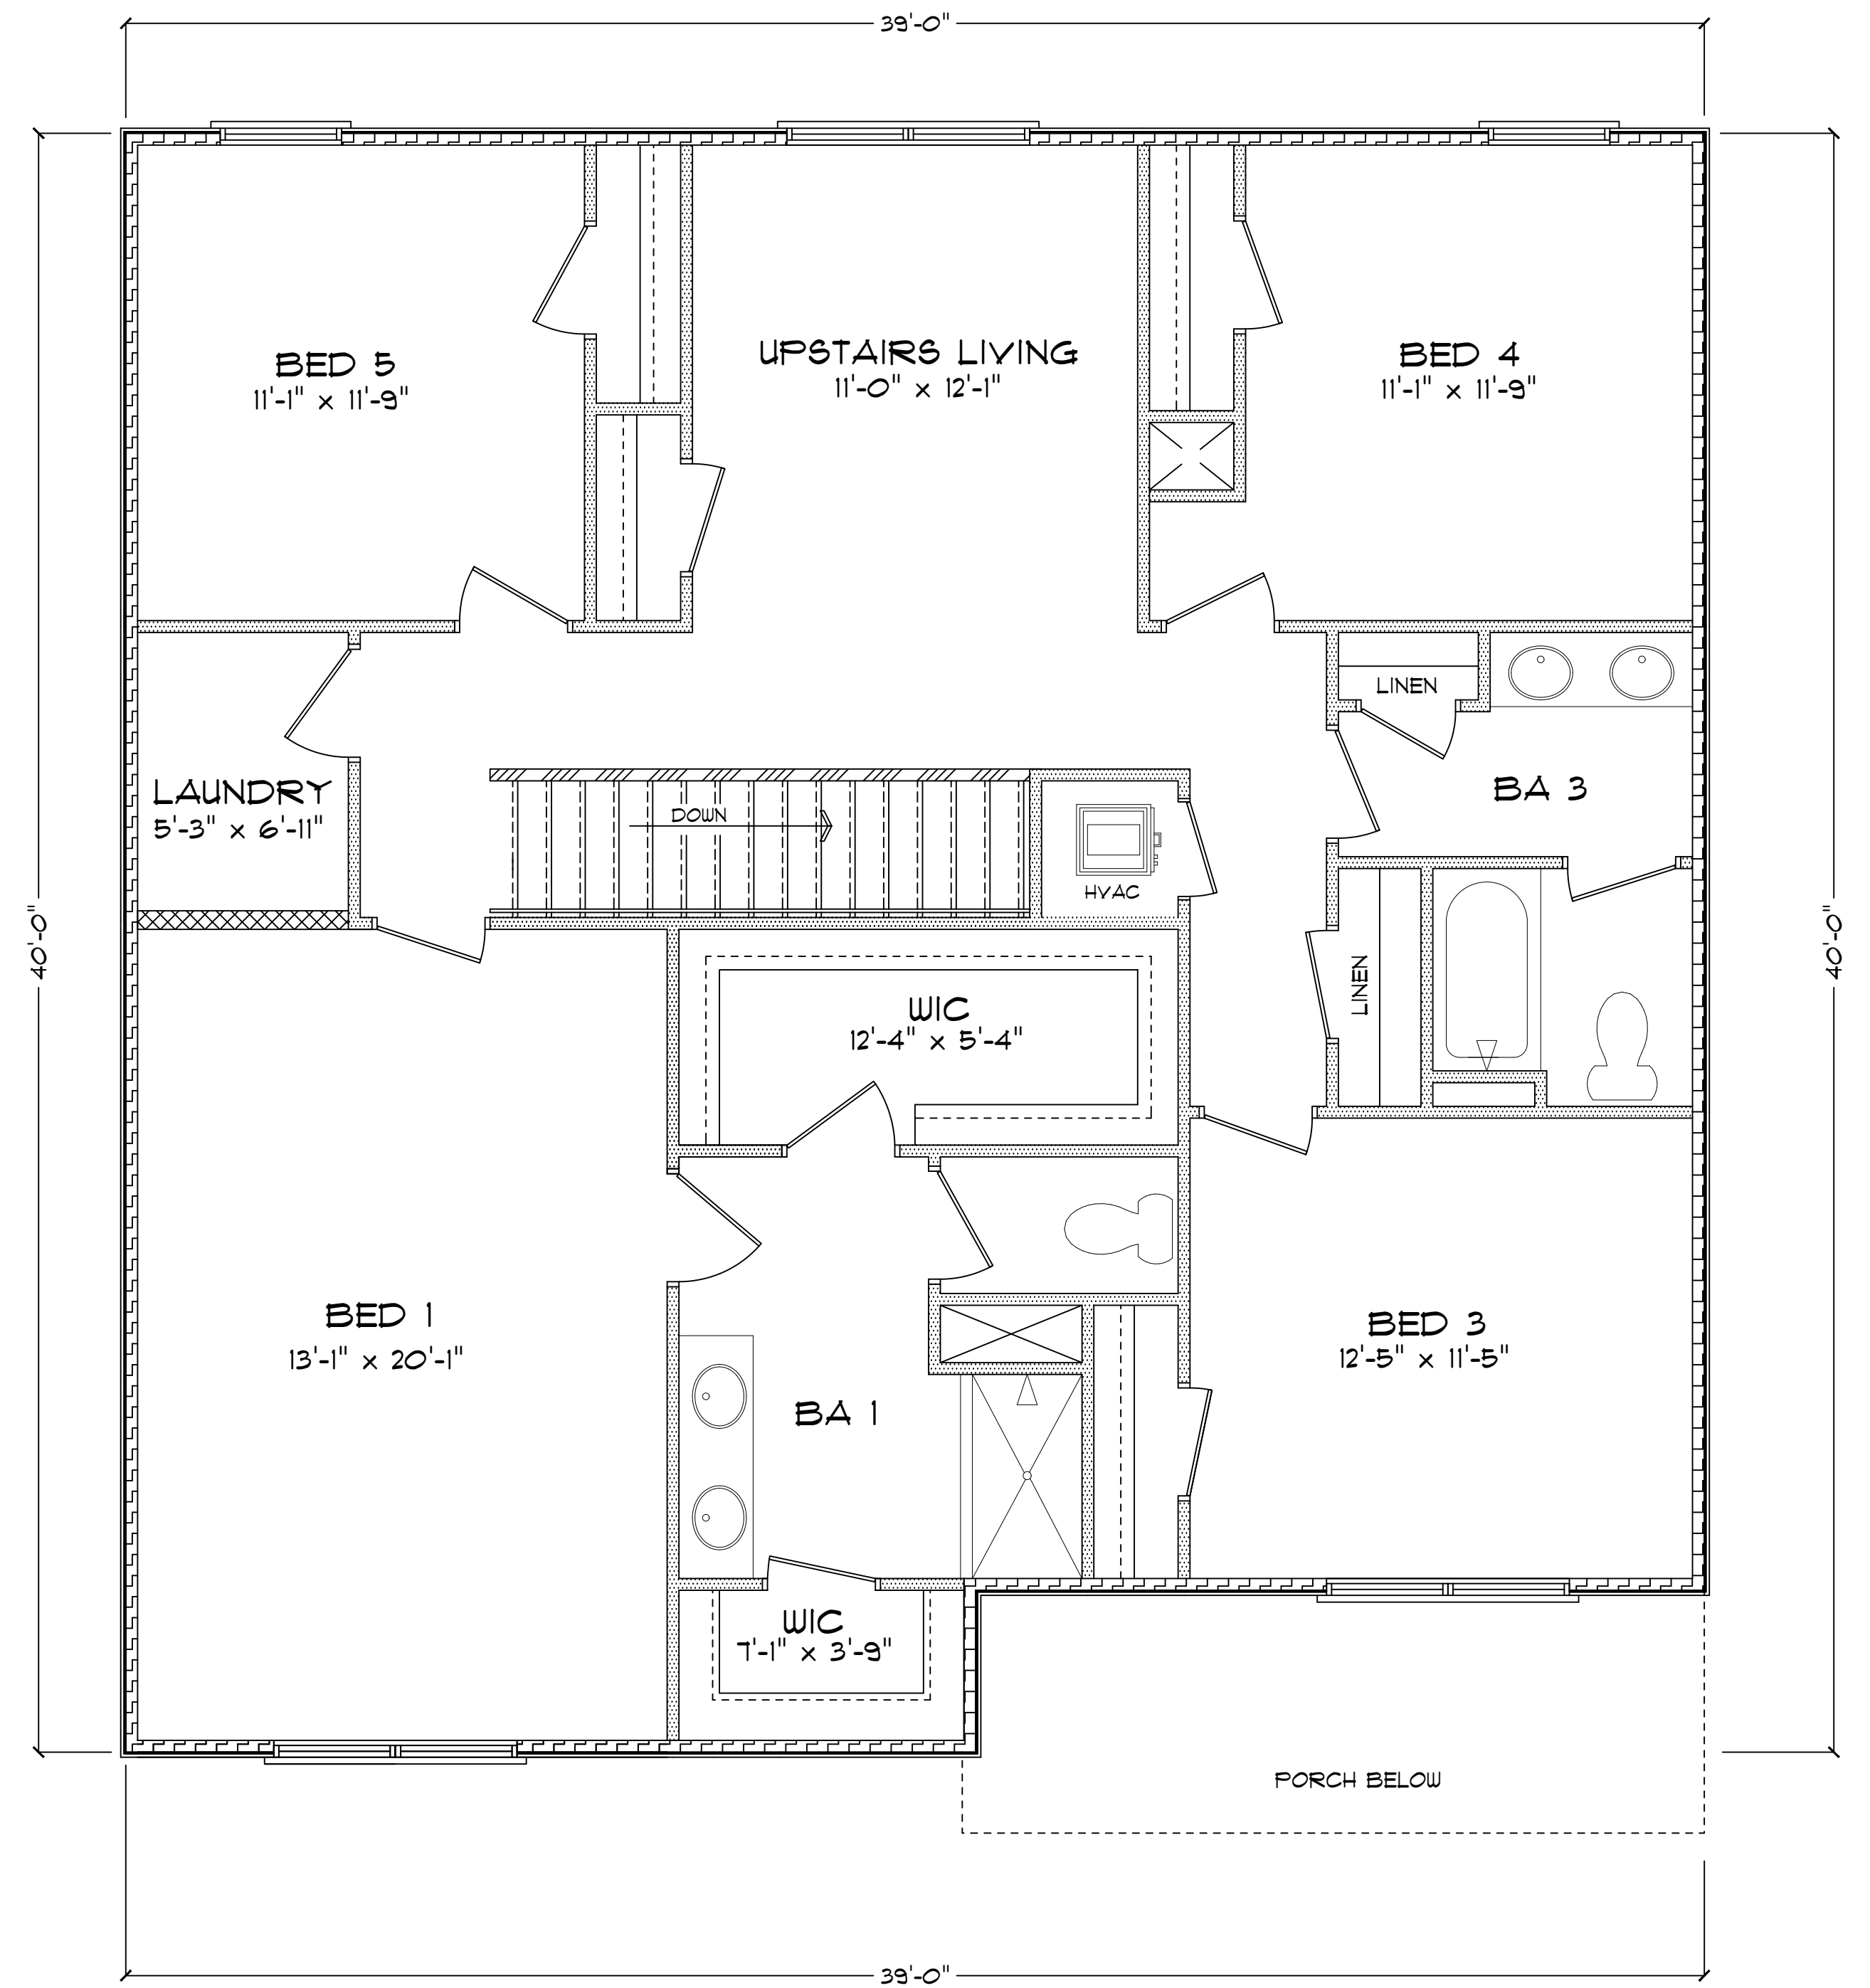 39'-0"
BED 5
11'-1" x 11'-9"
UPSTAIRS LIVING
11'-0" x 12'-1"
BED 4
11'-1" x 11'-9"
LINEN
LAUNDRY
5'-3" x 6'-11"
DOWN
HVAC
BA 3
40'-0"
40'-0"
LINEN
WIC
12'-4" x 5'-4"
BED 1
13'-1" x 20'-1"
BED 3
12'-5" x 11'-5"
BA 1
WIC
7'-1" x 3'-9"
PORCH BELOW
39'-0"